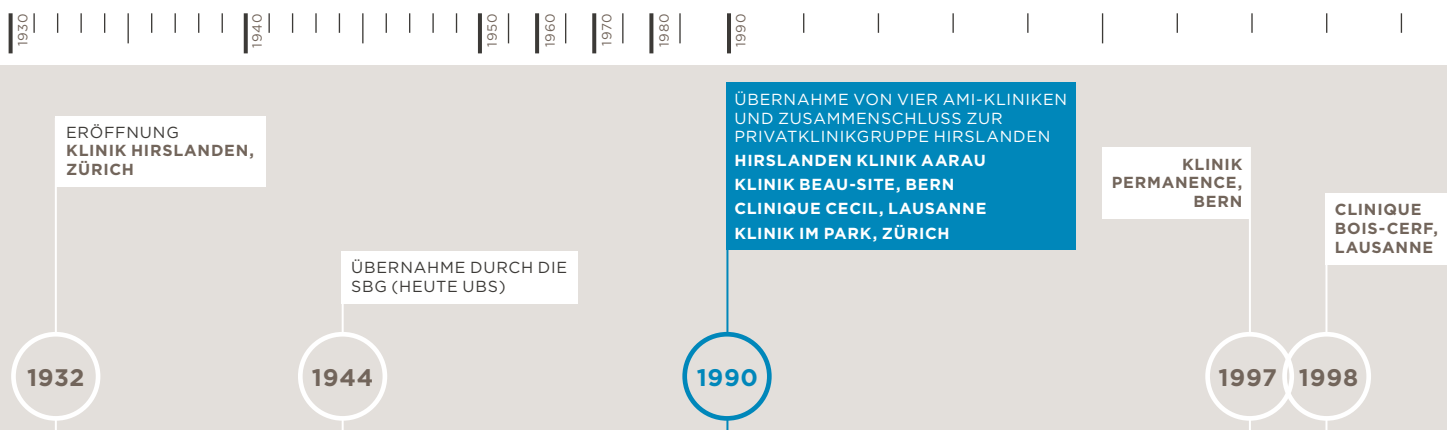 1930
1940
1950
1960
1970
1980
1990
ERÖFFNUNG
KLINIK HIRSLANDEN,
ZÜRICH
ÜBERNAHME DURCH DIE
SBG (HEUTE UBS)
ÜBERNAHME VON VIER AMI-KLINIKEN
UND ZUSAMMENSCHLUSS ZUR
PRIVATKLINIKGRUPPE HIRSLANDEN
HIRSLANDEN KLINIK AARAU
KLINIK BEAU-SITE, BERN
CLINIQUE CECIL, LAUSANNE
KLINIK IM PARK, ZÜRICH
KLINIK
PERMANENCE,
BERN
CLINIQUE
BOIS-CERF,
LAUSANNE
1932
1944
1990
1997
1998